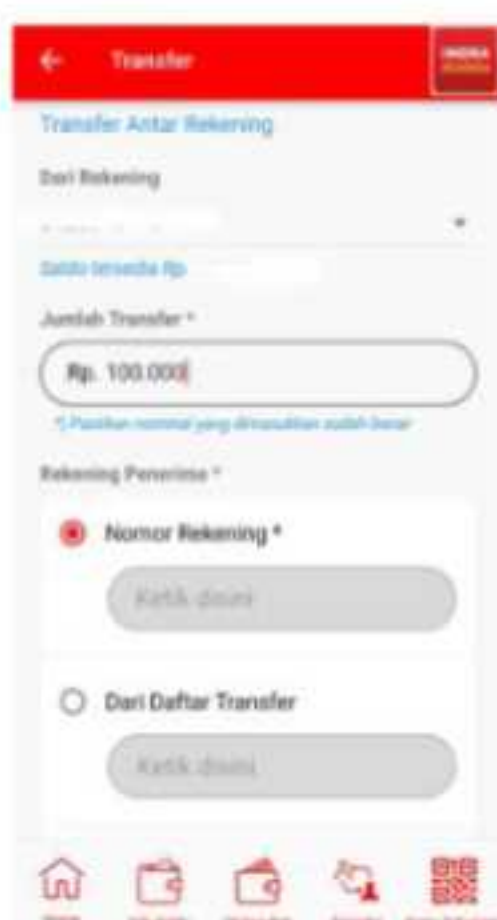 Transfer
Transfer Antar Rekening
Dari Rekening
Saldo tersedia Rp
Jumlah Transfer *
Rp. 100.000
*) Pastikan nominal yang dimasukkan sudah benar
Rekening Penerima *
Nomor Rekening *
Ketik disini
Dari Daftar Transfer
Ketik disini